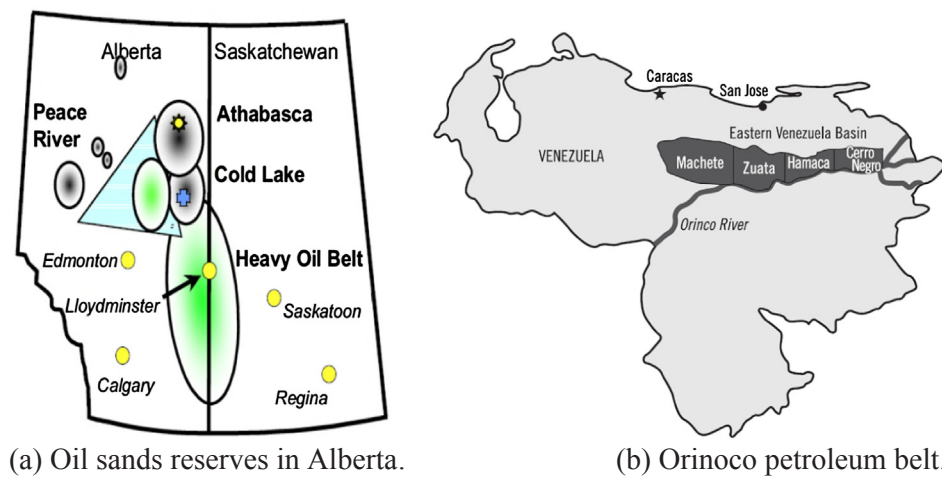 Alberta
Saskatchewan
Peace
River
Athabasca
Cold Lake
Heavy Oil Belt
Edmonton
Lloydminster
Saskatoon
Calgary
Regina
(a) Oil sands reserves in Alberta.
Caracas
San Jose
Eastern Venezuela Basin
VENEZUELA
Machete
Zuata
Hamaca
Cerro
Negro
Orinco River
(b) Orinoco petroleum belt.